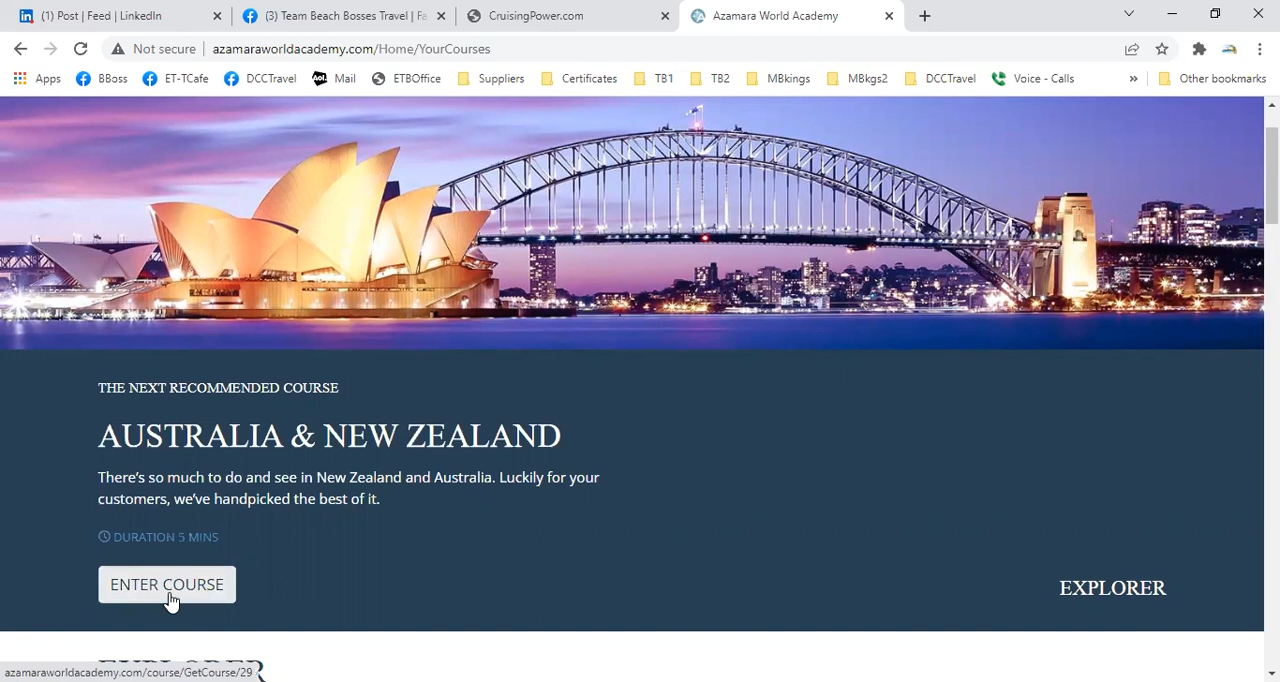 (1) Post | Feed | LinkedIn
(3) Team Beach Bosses Travel | Fa
CruisingPower.com
Azamara World Academy
Not secure
azamaraworldacademy.com/Home/YourCourses
Apps
BBoss
ET-TCafe
DCCTravel
Aol.
Mail
ETBOffice
Suppliers
Certificates
TB1
TB2
MBkings
MBkgs2
DCCTravel
Voice - Calls
»
Other bookmarks
THE NEXT RECOMMENDED COURSE
AUSTRALIA & NEW ZEALAND
There's so much to do and see in New Zealand and Australia. Luckily for your
customers, we've handpicked the best of it.
DURATION 5 MINS
ENTER COURSE
EXPLORER
EXPLORER
azamaraworldacademy.com/course/GetCourse/29